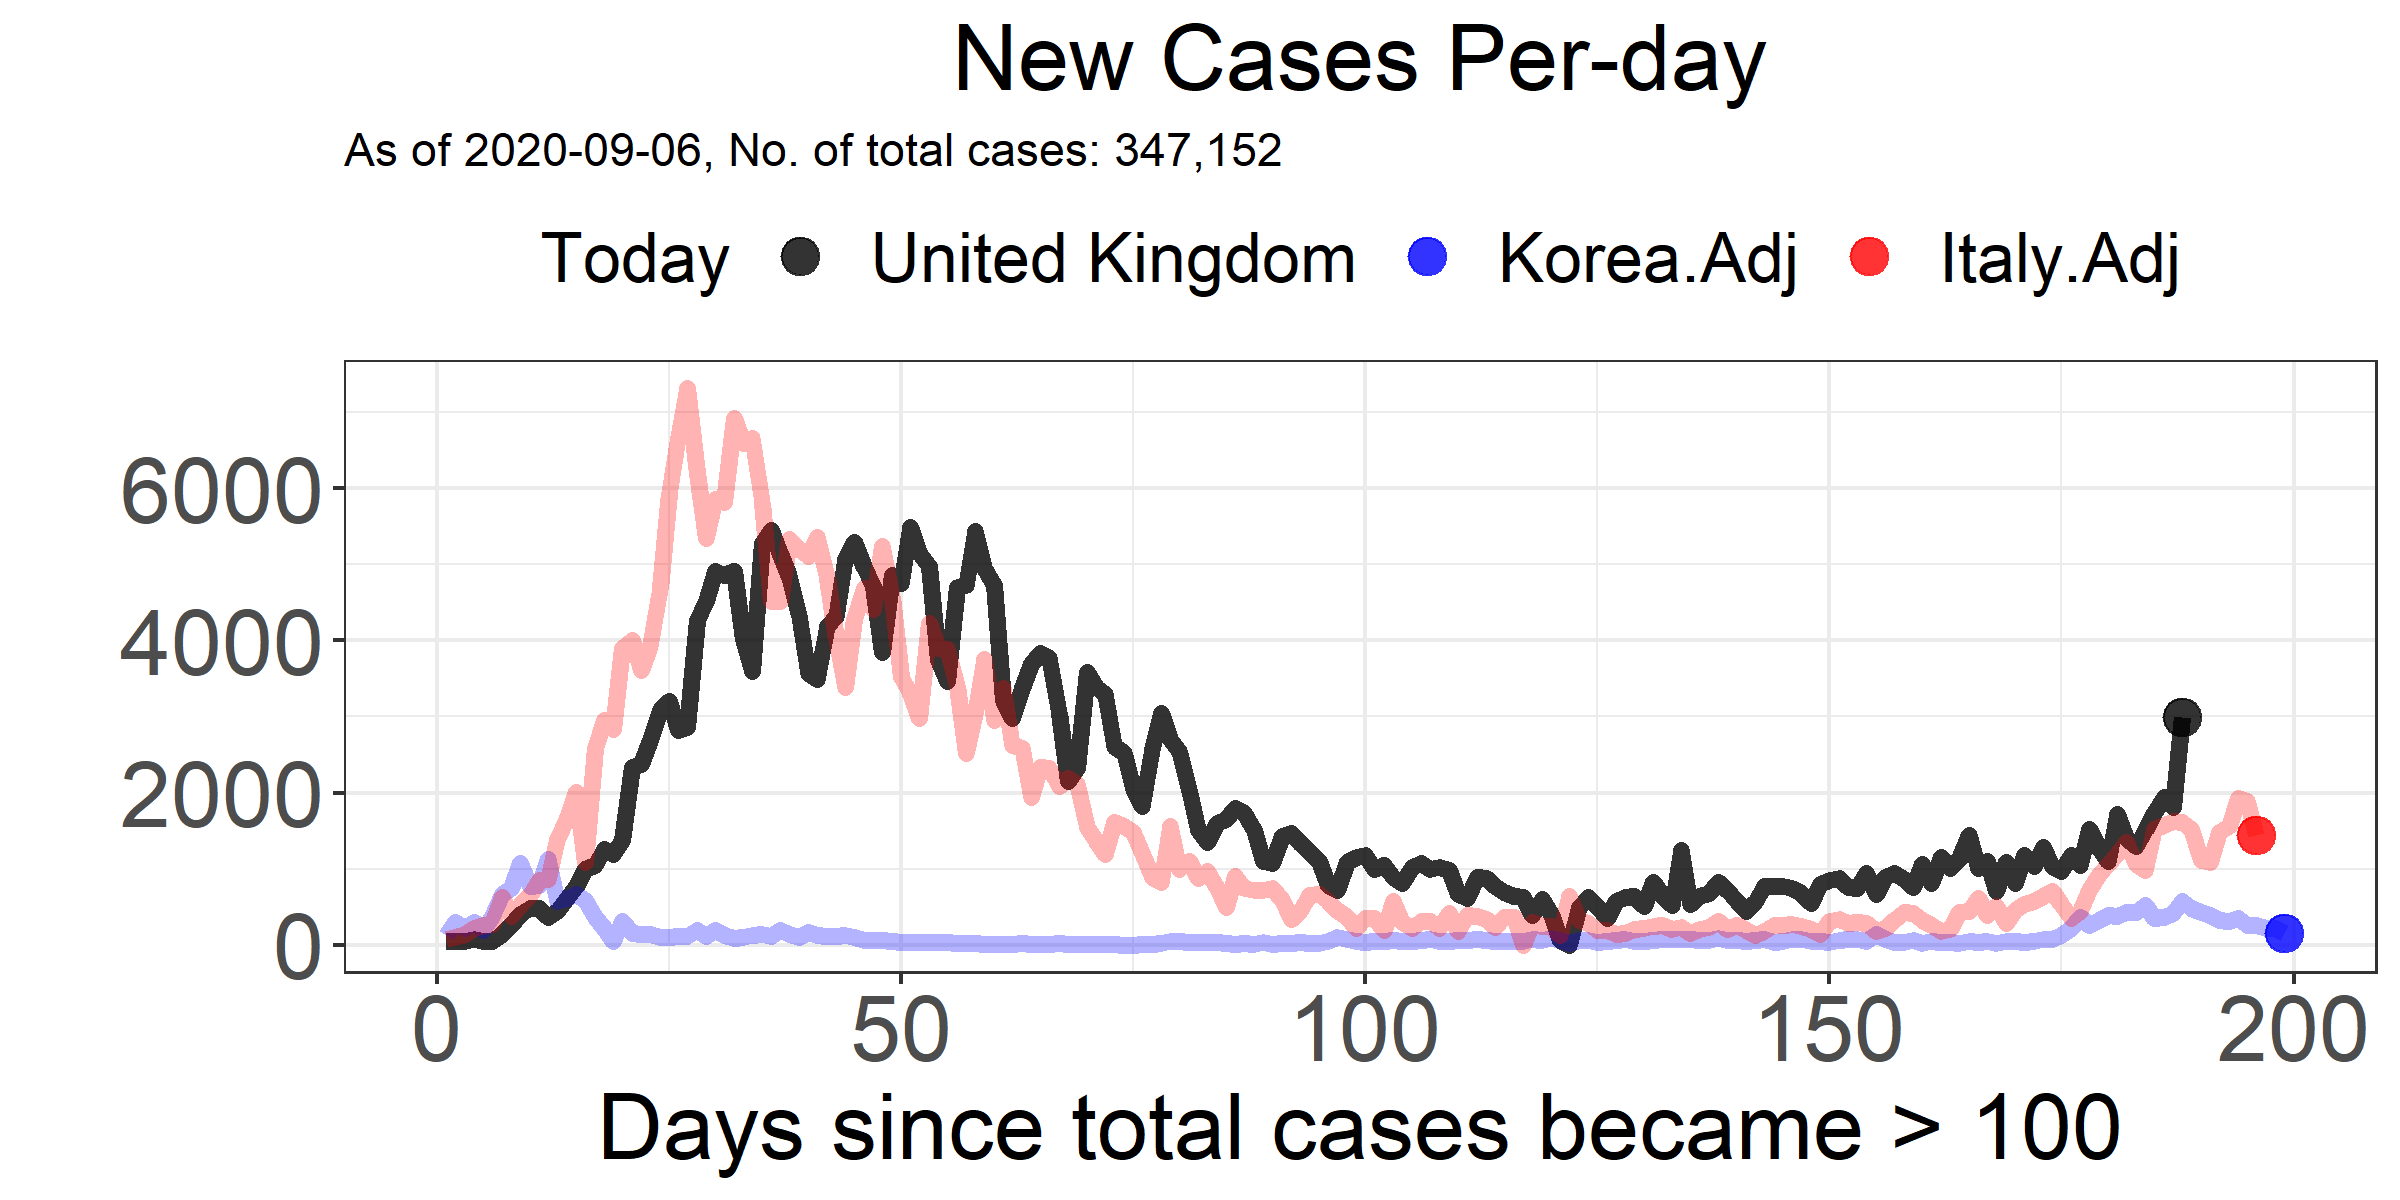 New Cases Per-day
As of 2020-09-06, No. of total cases: 347,152
Today United Kingdom Korea.Adj Italy.Adj
6000
4000
2000
0
0 50 100 150 200
Days since total cases became > 100